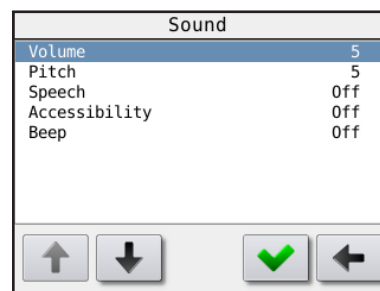 Sound
Volume 5
Pitch 5
Speech Off
Accessibility Off
Beep Off